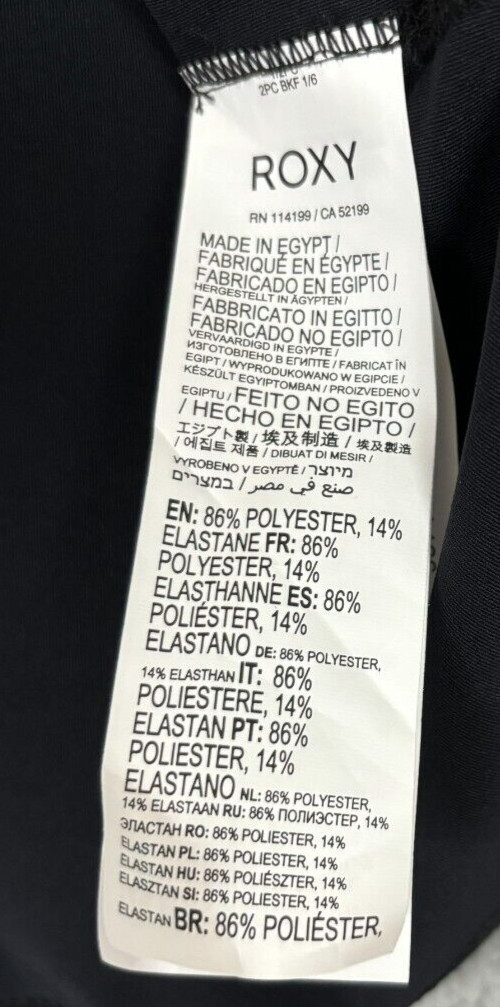 2PC BKF 1/6
ROXY
RN 114199 / CA 52199
MADE IN EGYPT /
FABRIQUÉ EN ÉGYPTE /
FABRICADO EN EGIPTO /
HERGESTELLT IN ÄGYPTEN /
FABBRICATO IN EGITTO /
FABRICADO NO EGIPTO /
VERVAARDIGD IN EGYPTE /
ИЗГОТОВЛЕНО В ЕГИПТЕ / FABRICAT ÎN
EGIPT / WYPRODUKOWANO W EGIPCIE /
KÉSZÜLT EGYIPTOMBAN / PROIZVEDENO V
EGIPTU / FEITO NO EGITO
/ HECHO EN EGIPTO /
エジプト製 / 埃及制造 / 埃及製造
/ 에집트 제품 / DIBUAT DI MESIR /
VYROBENO V EGYPTĚ / מיוצר
صنع في مصر / במצרים
EN: 86% POLYESTER, 14%
ELASTANE FR: 86%
POLYESTER, 14%
ELASTHANNE ES: 86%
POLIÉSTER, 14%
ELASTANO DE: 86% POLYESTER,
14% ELASTHAN IT: 86%
POLIESTERE, 14%
ELASTAN PT: 86%
POLIESTER, 14%
ELASTANO NL: 86% POLYESTER,
14% ELASTAAN RU: 86% ПОЛИЭСТЕР, 14%
ЭЛАСТАН RO: 86% POLIESTER, 14%
ELASTAN PL: 86% POLIESTER, 14%
ELASTAN HU: 86% POLIÉSZTER, 14%
ELASZTAN SI: 86% POLIESTER, 14%
ELASTAN BR: 86% POLIÉSTER,